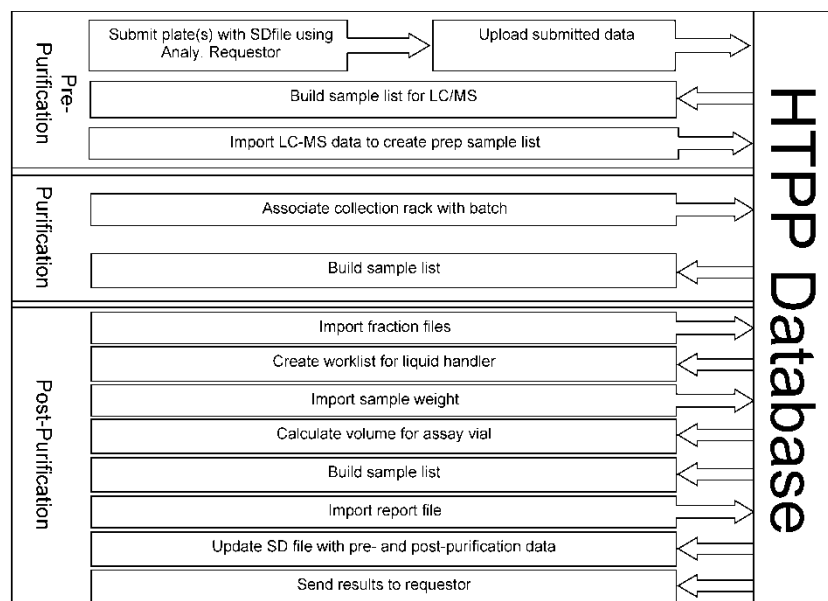 Pre-
Purification
Submit plate(s) with SDfile using
Analy. Requestor
Upload submitted data
Build sample list for LC/MS
Import LC-MS data to create prep sample list
Purification
Associate collection rack with batch
Build sample list
Post-Purification
Import fraction files
Create worklist for liquid handler
Import sample weight
Calculate volume for assay vial
Build sample list
Import report file
Update SD file with pre- and post-purification data
Send results to requestor
HTPP Database